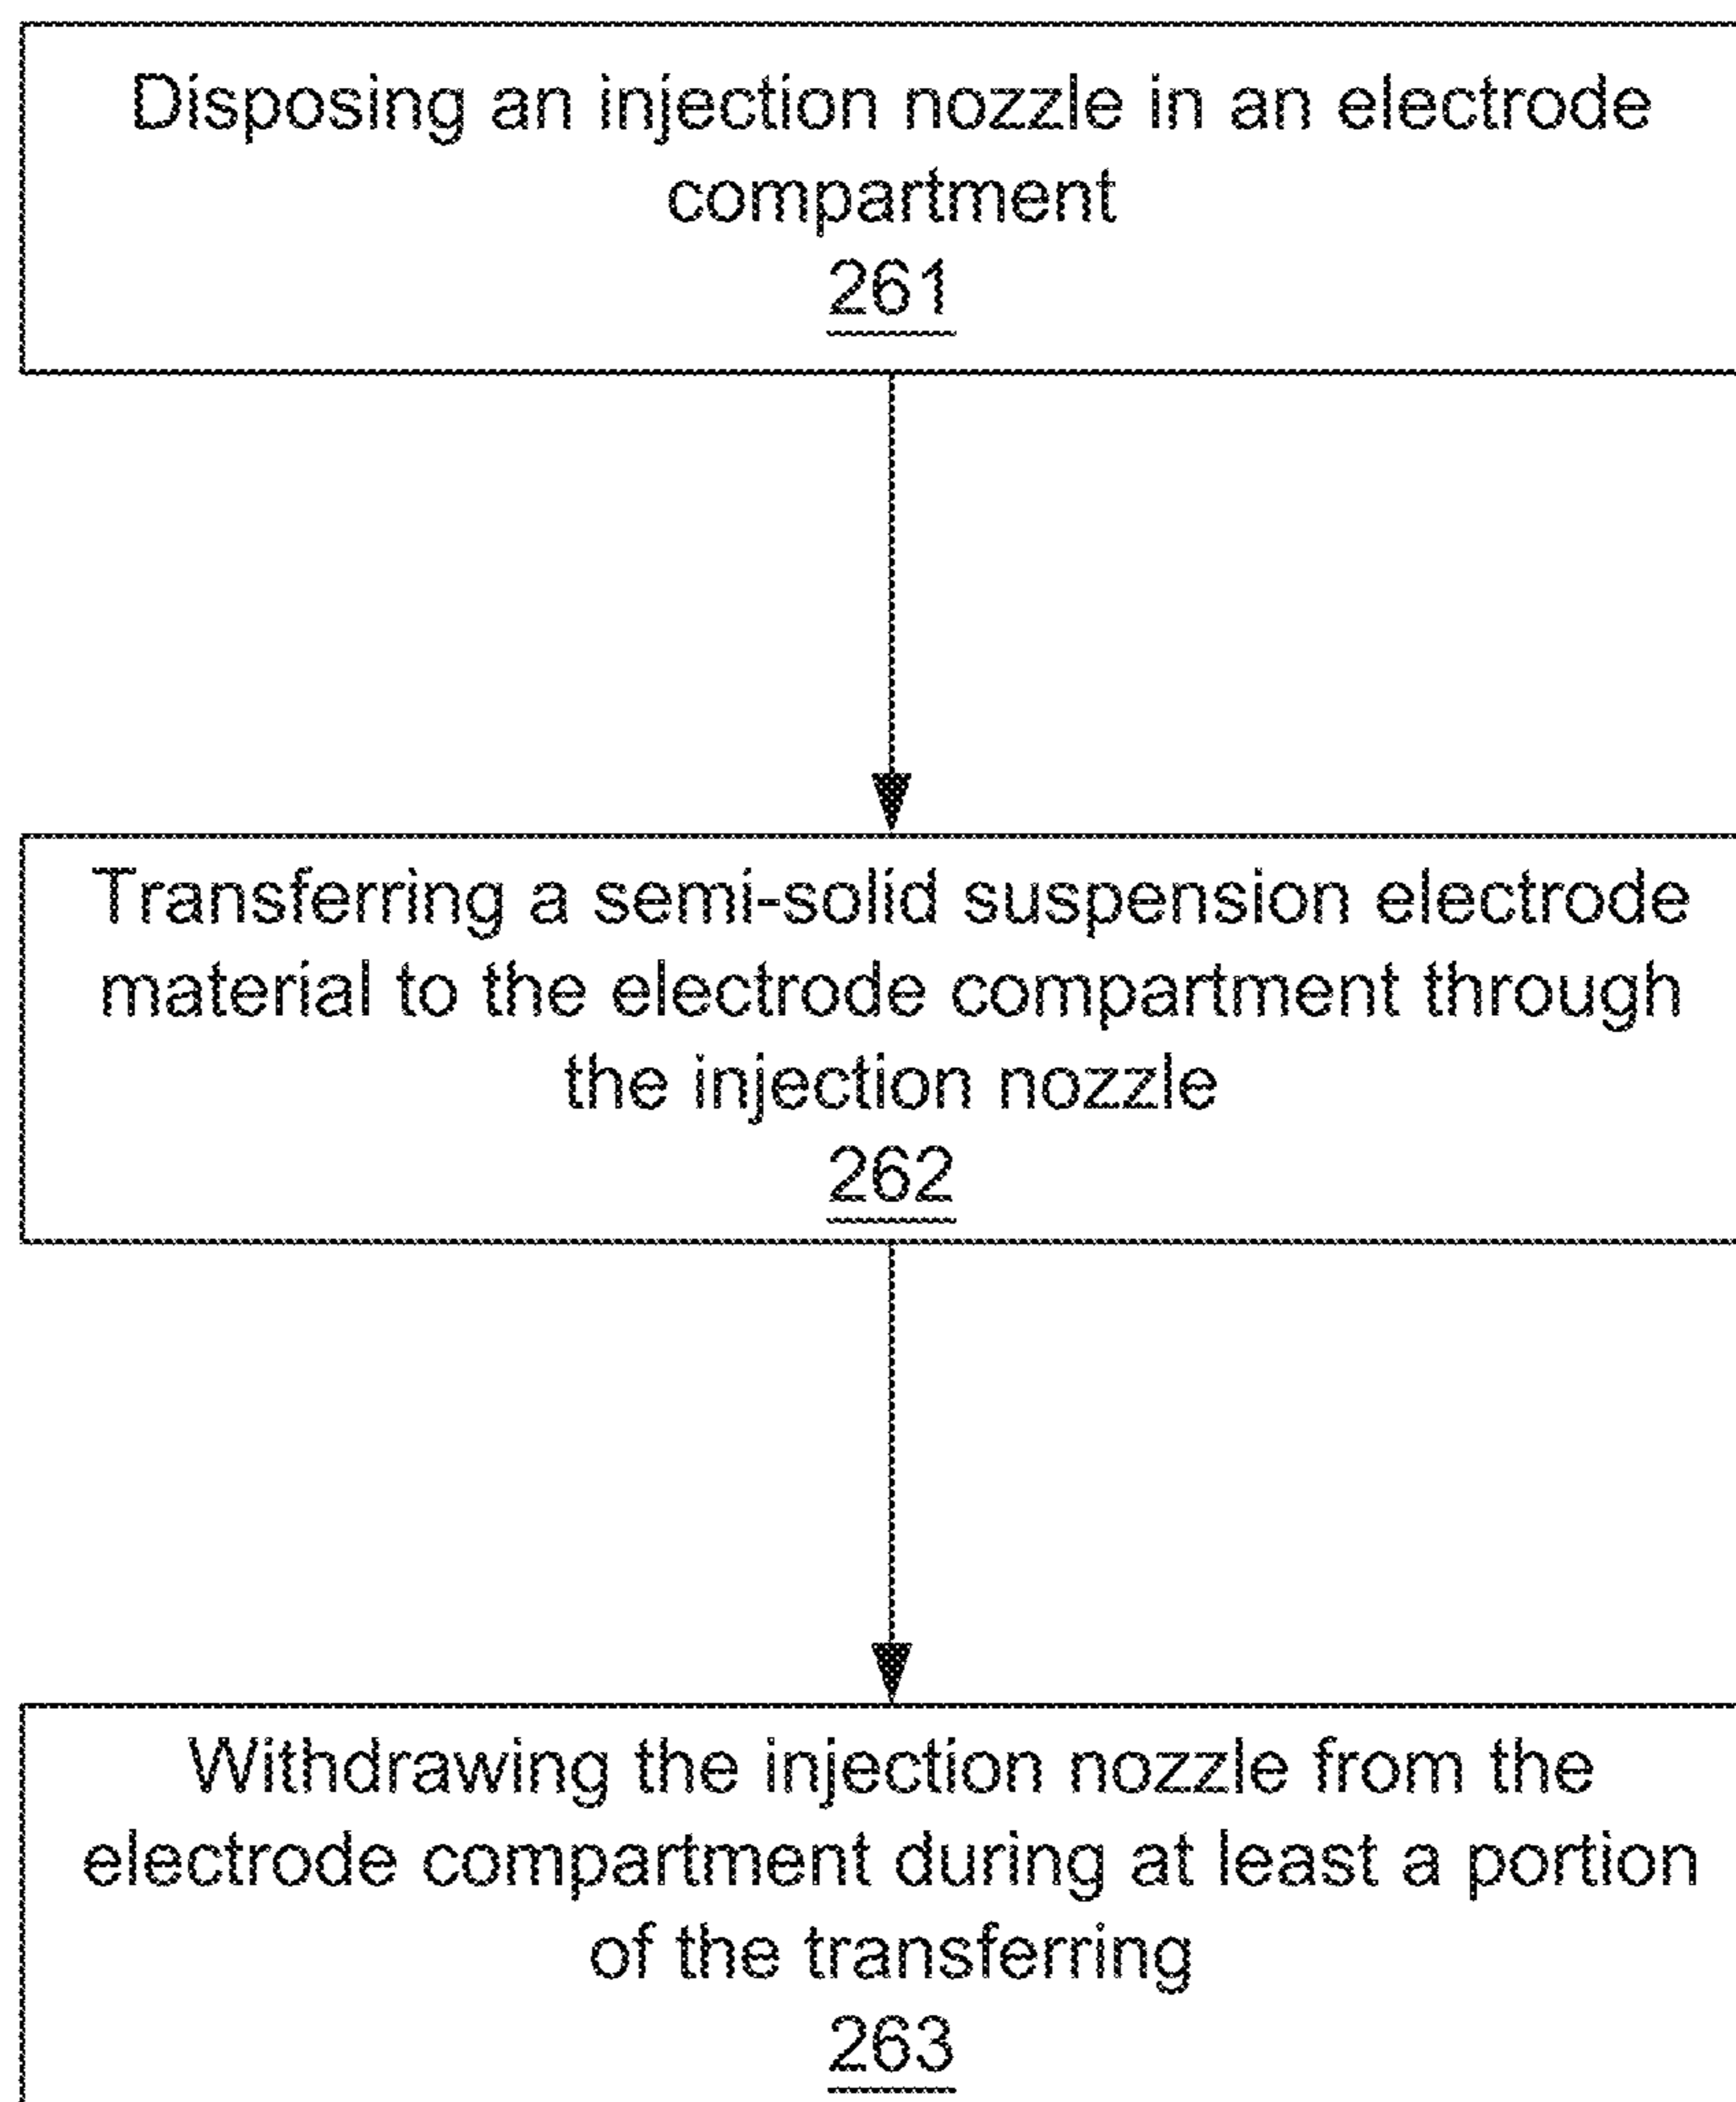 Disposing an injection nozzle in an electrode
compartment
261
Transferring a semi-solid suspension electrode
material to the electrode compartment through
the injection nozzle
262
Withdrawing the injection nozzle from the
electrode compartment during at least a portion
of the transferring
263